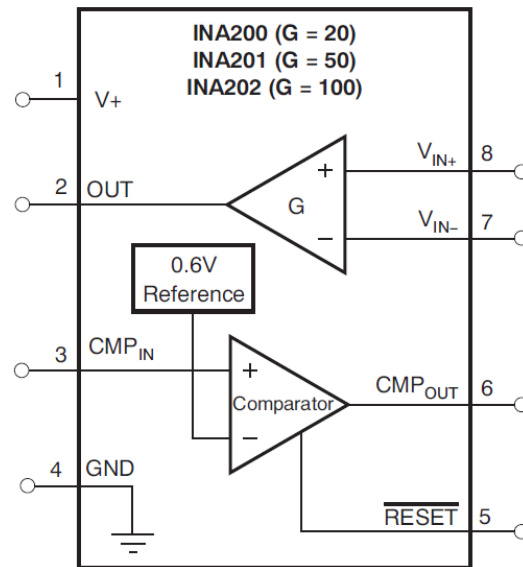 INA200 (G = 20)
INA201 (G = 50)
INA202 (G = 100)
1
V+
VIN+
8
2
OUT
G
+
−
VIN−
7
0.6V
Reference
3
CMPIN
+
Comparator
−
CMPOUT
6
4
GND
RESET
5